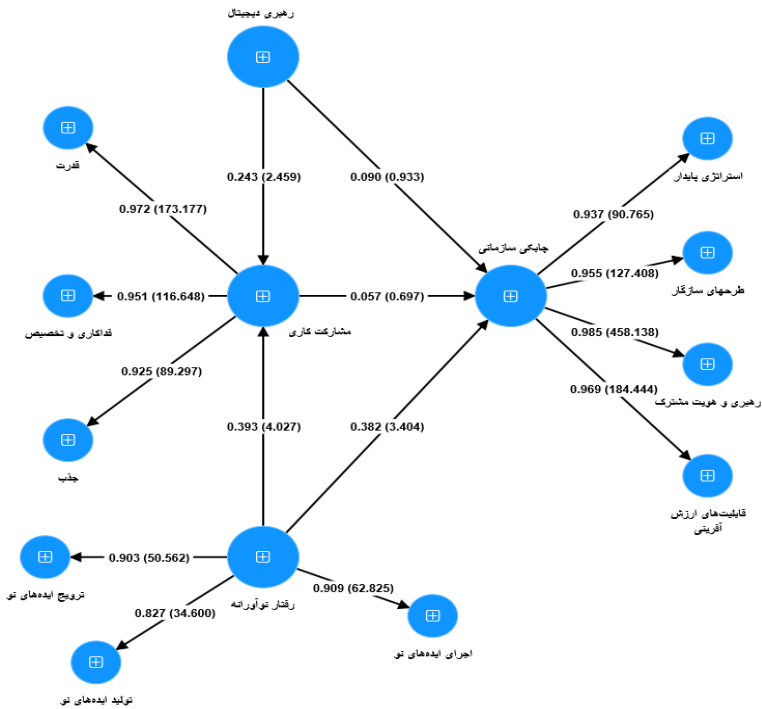 رهبری دیجیتال
قدرت
استراتژی پایدار
0.243 (2.459)
0.090 (0.933)
0.972 (173.177)
0.937 (90.765)
چابکی سازمانی
0.955 (127.408)
طرحهای سازگار
0.951 (116.648)
0.057 (0.697)
فداکاری و تخصیص
مشارکت کاری
0.985 (458.138)
0.925 (89.297)
0.969 (184.444)
رهبری و هویت مشترک
0.393 (4.027)
0.382 (3.404)
جذب
قابلیت‌های ارزش
آفرینی
0.903 (50.562)
ترویج ایده‌های نو
0.909 (62.825)
رفتار نوآورانه
0.827 (34.600)
اجرای ایده‌های نو
تولید ایده‌های نو